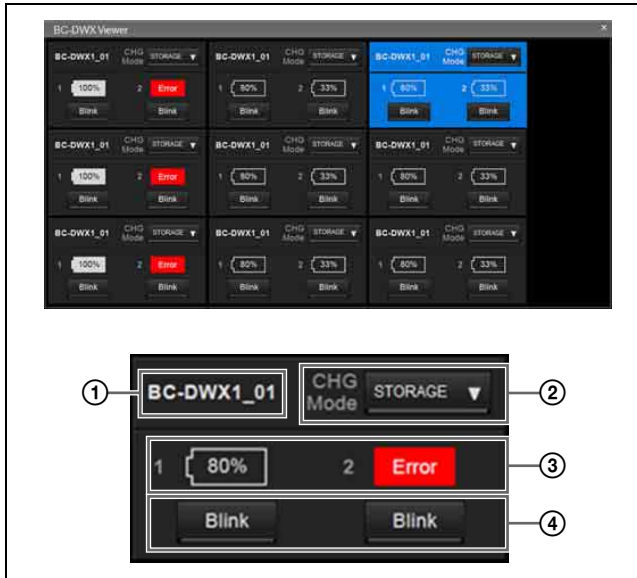 BC-DWX Viewer ×
BC-DWX1_01 CHG Mode STORAGE ▼ BC-DWX1_01 CHG Mode STORAGE ▼ BC-DWX1_01 CHG Mode STORAGE ▼
1 100% 2 Error 1 80% 2 33% 1 80% 2 33%
Blink Blink Blink Blink Blink Blink
BC-DWX1_01 CHG Mode STORAGE ▼ BC-DWX1_01 CHG Mode STORAGE ▼ BC-DWX1_01 CHG Mode STORAGE ▼
1 100% 2 Error 1 80% 2 33% 1 80% 2 33%
Blink Blink Blink Blink Blink Blink
BC-DWX1_01 CHG Mode STORAGE ▼ BC-DWX1_01 CHG Mode STORAGE ▼ BC-DWX1_01 CHG Mode STORAGE ▼
1 100% 2 Error 1 80% 2 33% 1 80% 2 33%
Blink Blink Blink Blink Blink Blink
① BC-DWX1_01 CHG Mode STORAGE ▼ ②
1 80% 2 Error ③
Blink Blink ④